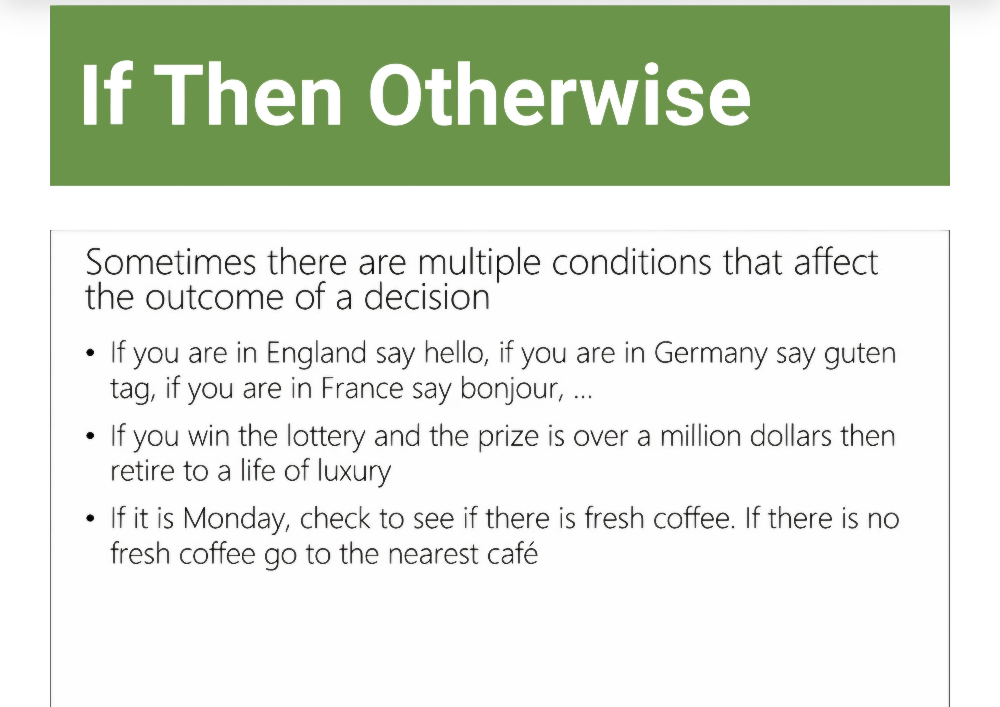 If Then Otherwise
Sometimes there are multiple conditions that affect
the outcome of a decision
• If you are in England say hello, if you are in Germany say guten
tag, if you are in France say bonjour, ...
• If you win the lottery and the prize is over a million dollars then
retire to a life of luxury
• If it is Monday, check to see if there is fresh coffee. If there is no
fresh coffee go to the nearest café